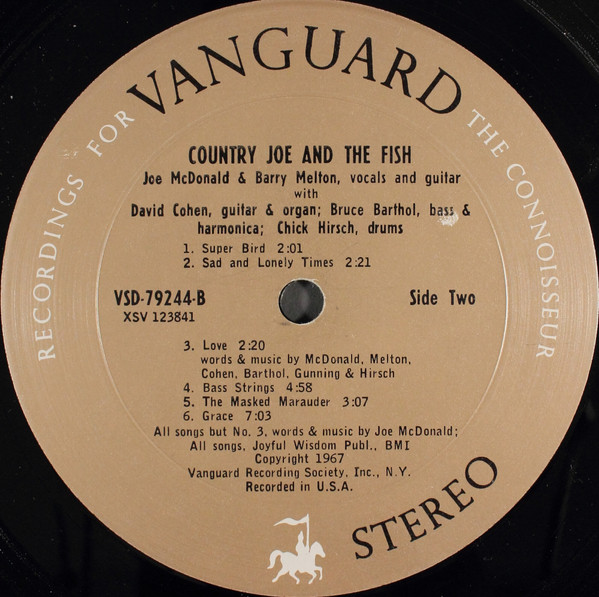 RECORDINGS FOR VANGUARD THE CONNOISSEUR
COUNTRY JOE AND THE FISH
Joe McDonald & Barry Melton, vocals and guitar
with
David Cohen, guitar & organ; Bruce Barthol, bass &
harmonica; Chick Hirsch, drums
1. Super Bird 2:01
2. Sad and Lonely Times 2:21
VSD-79244-B
XSV 123841
Side Two
3. Love 2:20
words & music by McDonald, Melton,
Cohen, Barthol, Gunning & Hirsch
4. Bass Strings 4:58
5. The Masked Marauder 3:07
6. Grace 7:03
All songs but No. 3, words & music by Joe McDonald;
All songs, Joyful Wisdom Publ., BMI
Copyright 1967
Vanguard Recording Society, Inc., N.Y.
Recorded in U.S.A.
STEREO